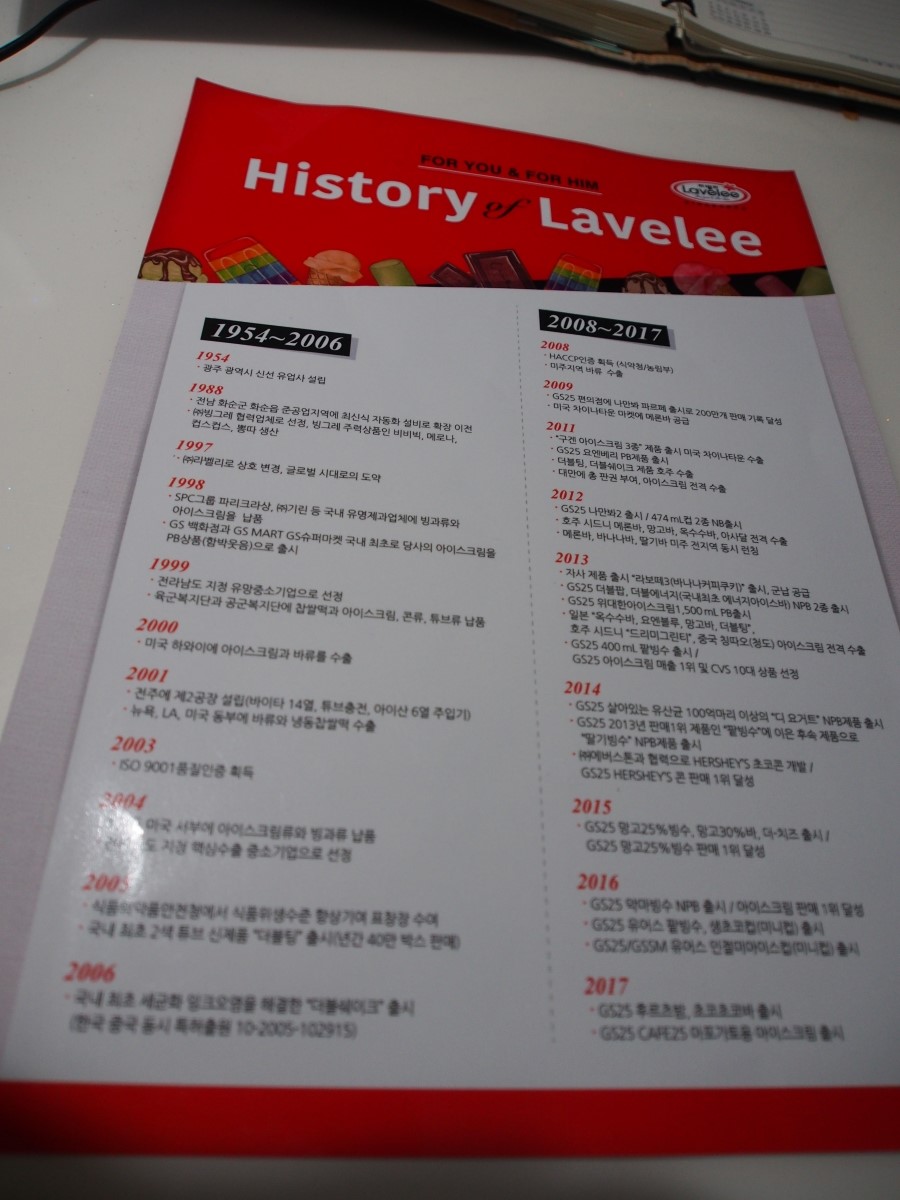 FOR YOU & FOR HIM
History of Lavelee
라벨리
Lavelee
1954~2006
1954
· 광주 광역시 신선 유업사 설립
1988
· 전남 화순군 화순읍 준공업지역에 최신식 자동화 설비로 확장 이전
· ㈜빙그레 협력업체로 선정, 빙그레 주력상품인 비비빅, 메로나,
컵스컵스, 뽕따 생산
1997
· ㈜라벨리로 상호 변경, 글로벌 시대로의 도약
1998
· SPC그룹 파리크라상, ㈜기린 등 국내 유명제과업체에 빙과류와
아이스크림을 납품
· GS 백화점과 GS MART GS슈퍼마켓 국내 최초로 당사의 아이스크림을
PB상품(함박웃음)으로 출시
1999
· 전라남도 지정 유망중소기업으로 선정
· 육군복지단과 공군복지단에 찹쌀떡과 아이스크림, 콘류, 튜브류 납품
2000
· 미국 하와이에 아이스크림과 바류를 수출
2001
· 전주에 제2공장 설립(바이타 14열, 튜브충전, 아이산 6열 주입기)
· 뉴욕, LA, 미국 동부에 바류와 냉동찹쌀떡 수출
2003
· ISO 9001품질인증 획득
2004
미국 서부에 아이스크림류와 빙과류 납품
지정 핵심수출 중소기업으로 선정
2005
· 식품의약품안전청에서 식품위생수준 향상기여 표창장 수여
· 국내 최초 2색 튜브 신제품 "더블팅" 출시(년간 40만 박스 판매)
2006
· 국내 최초 세균화 잉크오염을 해결한 "더블쉐이크" 출시
(한국 중국 동시 특허출원 10-2005-102915)
2008~2017
2008
· HACCP인증 획득 (식약청/농림부)
· 미주지역 바류 수출
2009
· GS25 편의점에 나만봐 파르페 출시로 200만개 판매 기록 달성
· 미국 차이나타운 마켓에 메론바 공급
2011
· "구겐 아이스크림 3종" 제품 출시 미국 차이나타운 수출
· GS25 요엔베리 PB제품 출시
· 더블팅, 더블쉐이크 제품 호주 수출
· 대만에 총 판권 부여, 아이스크림 전격 수출
2012
· GS25 나만봐2 출시 / 474 mL컵 2종 NB출시
· 호주 시드니 메론바, 망고바, 옥수수바, 아사달 전격 수출
· 메론바, 바나나바, 딸기바 미주 전지역 동시 런칭
2013
· 자사 제품 출시 "라보떼3(바나나커피쿠키)" 출시, 군납 공급
· GS25 더블팝, 더블에너지(국내최초 에너지아이스바) NPB 2종 출시
· GS25 위대한아이스크림1,500 mL PB출시
· 일본 "옥수수바, 요엔블루, 망고바, 더블팅",
호주 시드니 "드리미그린티", 중국 칭따오(청도) 아이스크림 전격 수출
· GS25 400 mL 팥빙수 출시 /
GS25 아이스크림 매출 1위 및 CVS 10대 상품 선정
2014
· GS25 살아있는 유산균 100억마리 이상의 "디 요거트" NPB제품 출시
· GS25 2013년 판매1위 제품인 "팥빙수"에 이은 후속 제품으로
"딸기빙수" NPB제품 출시
· ㈜에버스톤과 협력으로 HERSHEY'S 초코콘 개발 /
GS25 HERSHEY'S 콘 판매 1위 달성
2015
· GS25 망고25%빙수, 망고30%바, 더·치즈 출시 /
GS25 망고25%빙수 판매 1위 달성
2016
· GS25 악마빙수 NPB 출시 / 아이스크림 판매 1위 달성
· GS25 유어스 팥빙수, 생초코컵(미니컵) 출시
· GS25/GSSM 유어스 인절미아이스컵(미니컵) 출시
2017
· GS25 후르츠방, 초코초코바 출시
· GS25 CAFE25 아포가토용 아이스크림 출시